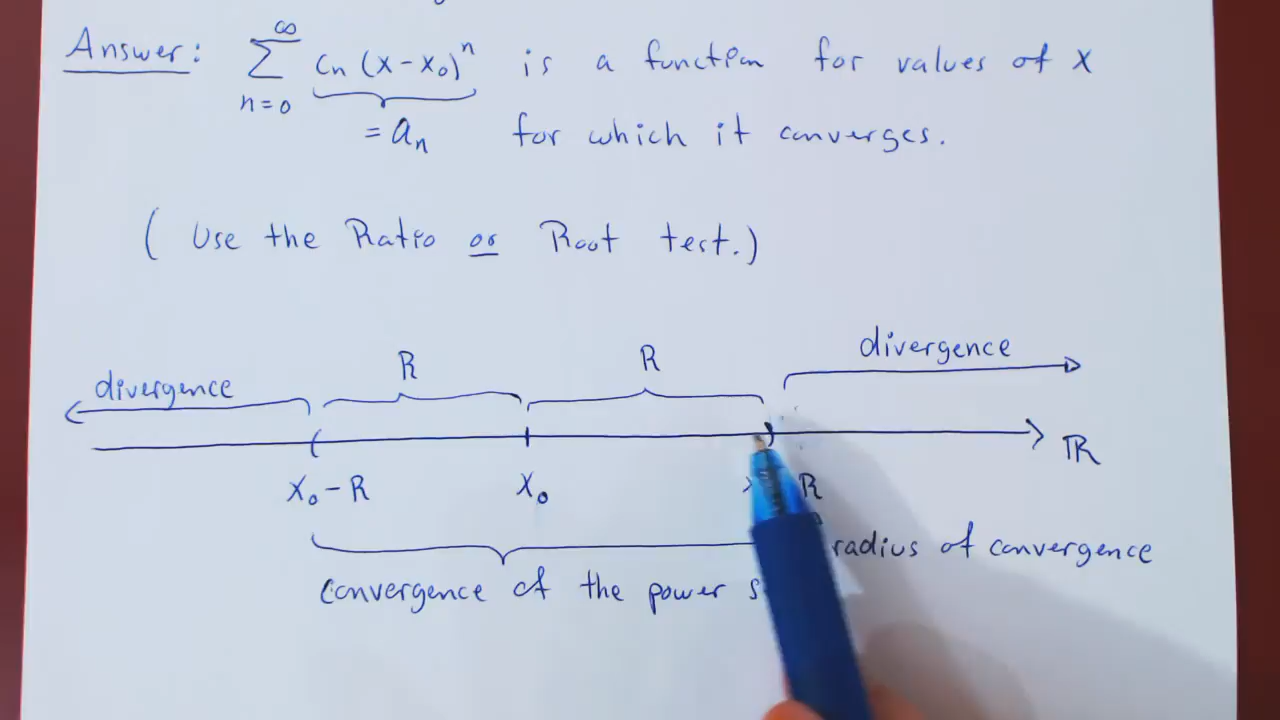 Answer: ∞ Σ n=0 cn (x-x₀)ⁿ is a function for values of x
= an for which it converges.
( Use the Ratio or Root test.)
divergence R R divergence
ℝ
x₀-R x₀ R
radius of convergence
convergence of the power